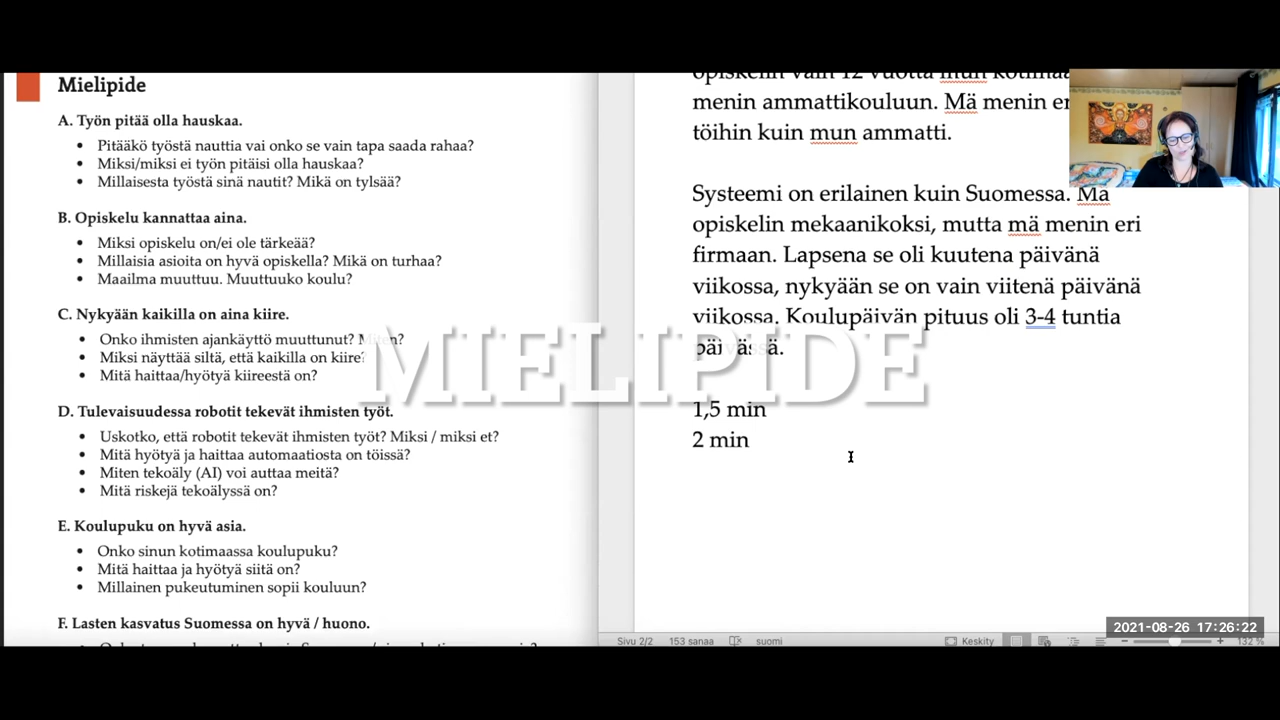 Mielipide
A. Työn pitää olla hauskaa.
• Pitääkö työstä nauttia vai onko se vain tapa saada rahaa?
• Miksi/miksi ei työn pitäisi olla hauskaa?
• Millaisesta työstä sinä nautit? Mikä on tylsää?
B. Opiskelu kannattaa aina.
• Miksi opiskelu on/ei ole tärkeää?
• Millaisia asioita on hyvä opiskella? Mikä on turhaa?
• Maailma muuttuu. Muuttuuko koulu?
C. Nykyään kaikilla on aina kiire.
• Onko ihmisten ajankäyttö muuttunut? Miten?
• Miksi näyttää siltä, että kaikilla on kiire?
• Mitä haittaa/hyötyä kiireestä on?
D. Tulevaisuudessa robotit tekevät ihmisten työt.
• Uskotko, että robotit tekevät ihmisten työt? Miksi / miksi et?
• Mitä hyötyä ja haittaa automaatiosta on töissä?
• Miten tekoäly (AI) voi auttaa meitä?
• Mitä riskejä tekoälyssä on?
E. Koulupuku on hyvä asia.
• Onko sinun kotimaassa koulupuku?
• Mitä haittaa ja hyötyä siitä on?
• Millainen pukeutuminen sopii kouluun?
F. Lasten kasvatus Suomessa on hyvä / huono.
opiskelin vain 12 vuotta mun
menin ammattikouluun. Mä menin
töihin kuin mun ammatti.
Systeemi on erilainen kuin Suomessa. Mä
opiskelin mekaanikoksi, mutta mä menin eri
firmaan. Lapsena se oli kuutena päivänä
viikossa, nykyään se on vain viitenä päivänä
viikossa. Koulupäivän pituus oli 3-4 tuntia
päivässä.
1,5 min
2 min
MIELIPIDE
2021-08-26 17:26:22
Sivu 2/2 153 sanaa suomi Keskity 132 %